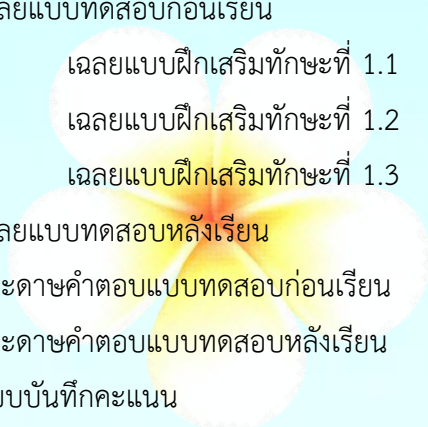 ลยแบบทดสอบก่อนเรียน
เฉลยแบบฝึกเสริมทักษะที่ 1.1
เฉลยแบบฝึกเสริมทักษะที่ 1.2
เฉลยแบบฝึกเสริมทักษะที่ 1.3
ลยแบบทดสอบหลังเรียน
ะดาษคำตอบแบบทดสอบก่อนเรียน
ะดาษคำตอบแบบทดสอบหลังเรียน
บบันทึกคะแนน